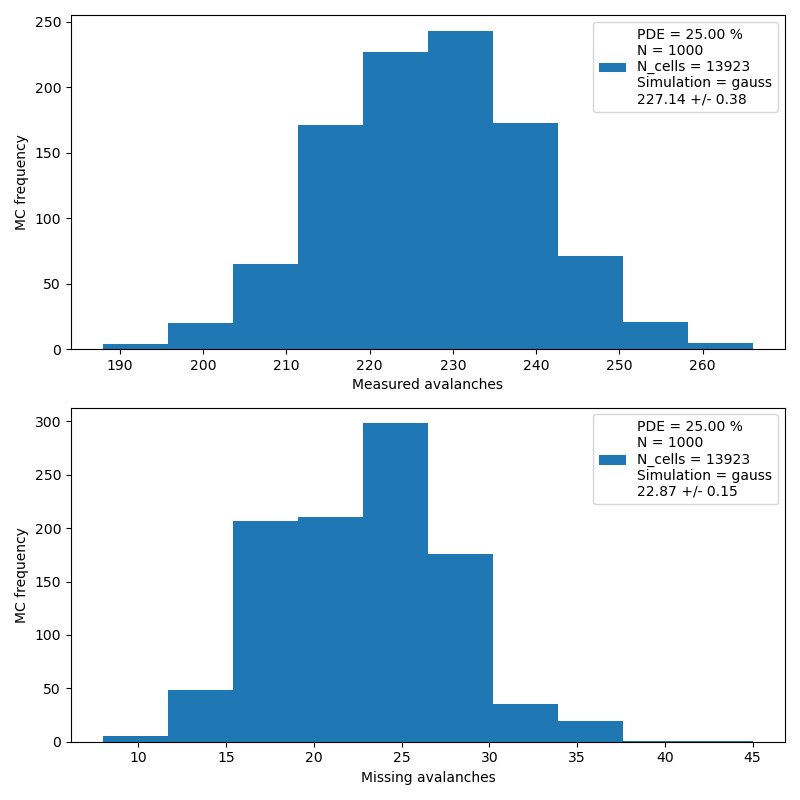 250
200
150
100
50
0
MC frequency
PDE = 25.00 %
N = 1000
N_cells = 13923
Simulation = gauss
227.14 +/- 0.38
190 200 210 220 230 240 250 260
Measured avalanches
300
250
200
150
100
50
0
MC frequency
PDE = 25.00 %
N = 1000
N_cells = 13923
Simulation = gauss
22.87 +/- 0.15
10 15 20 25 30 35 40 45
Missing avalanches